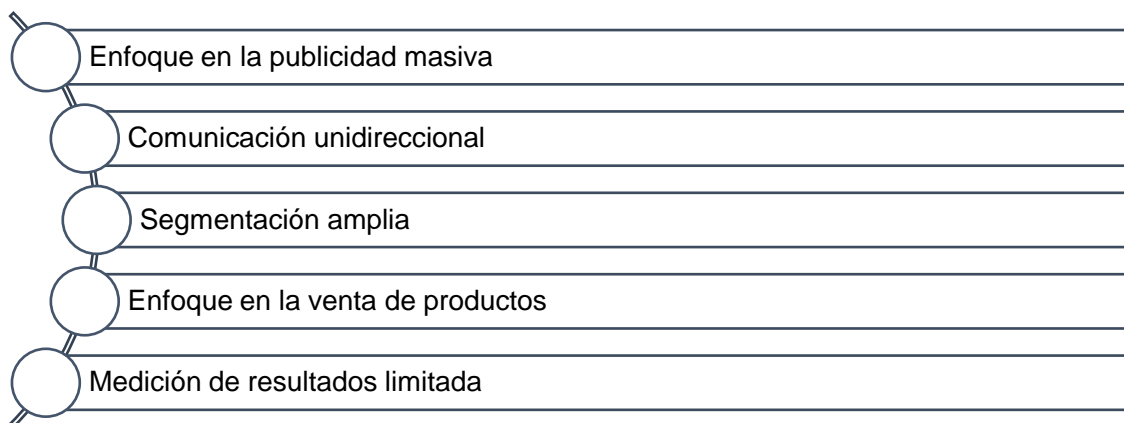 Enfoque en la publicidad masiva
Comunicación unidireccional
Segmentación amplia
Enfoque en la venta de productos
Medición de resultados limitada